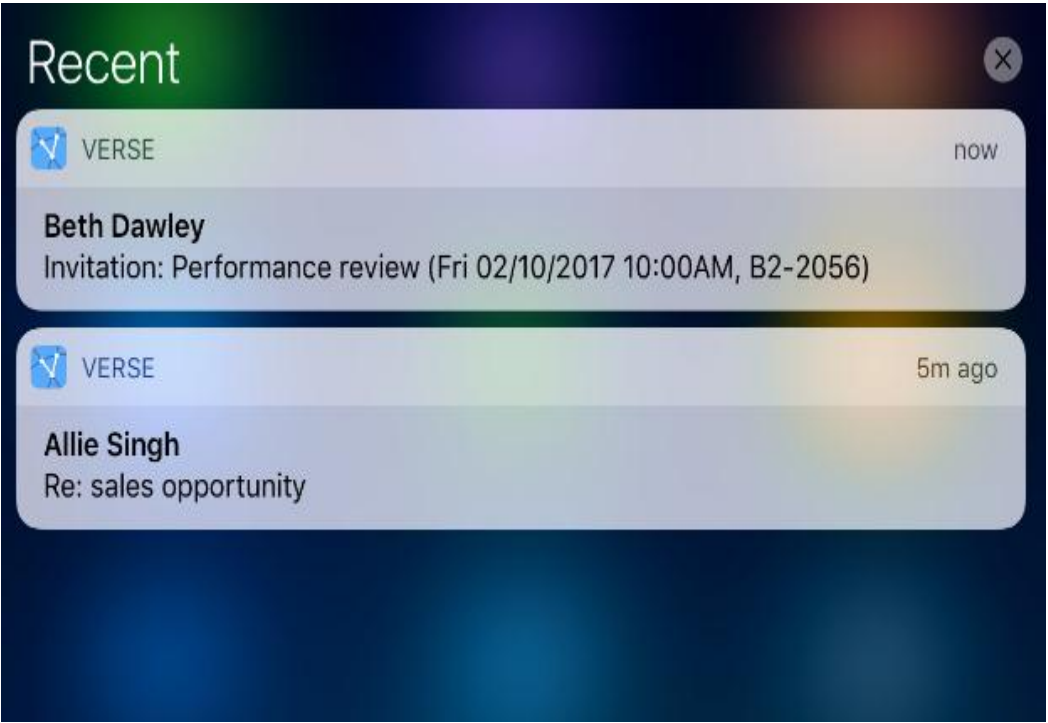 Recent
VERSE now
Beth Dawley
Invitation: Performance review (Fri 02/10/2017 10:00AM, B2-2056)
VERSE 5m ago
Allie Singh
Re: sales opportunity